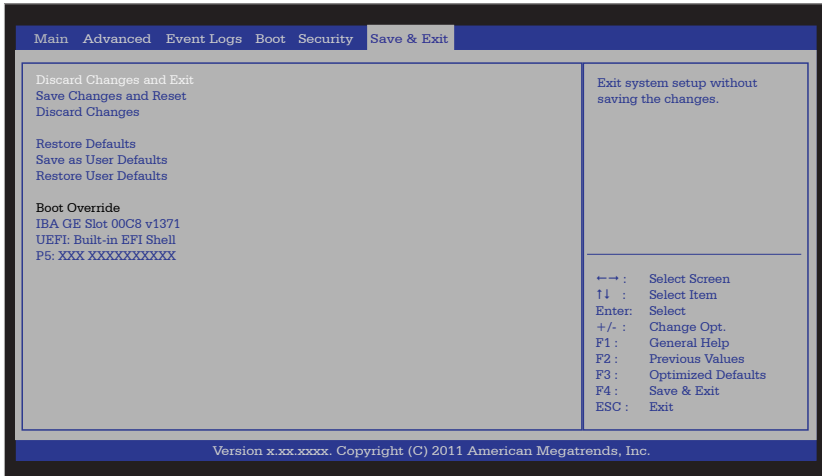 Main Advanced Event Logs Boot Security Save & Exit
Discard Changes and Exit
Save Changes and Reset
Discard Changes
Restore Defaults
Save as User Defaults
Restore User Defaults
Boot Override
IBA GE Slot 00C8 v1371
UEFI: Built-in EFI Shell
P5: XXX XXXXXXXXXX
Exit system setup without
saving the changes.
←→ : Select Screen
↑↓ : Select Item
Enter: Select
+/- : Change Opt.
F1 : General Help
F2 : Previous Values
F3 : Optimized Defaults
F4 : Save & Exit
ESC : Exit
Version x.xx.xxxx. Copyright (C) 2011 American Megatrends, Inc.